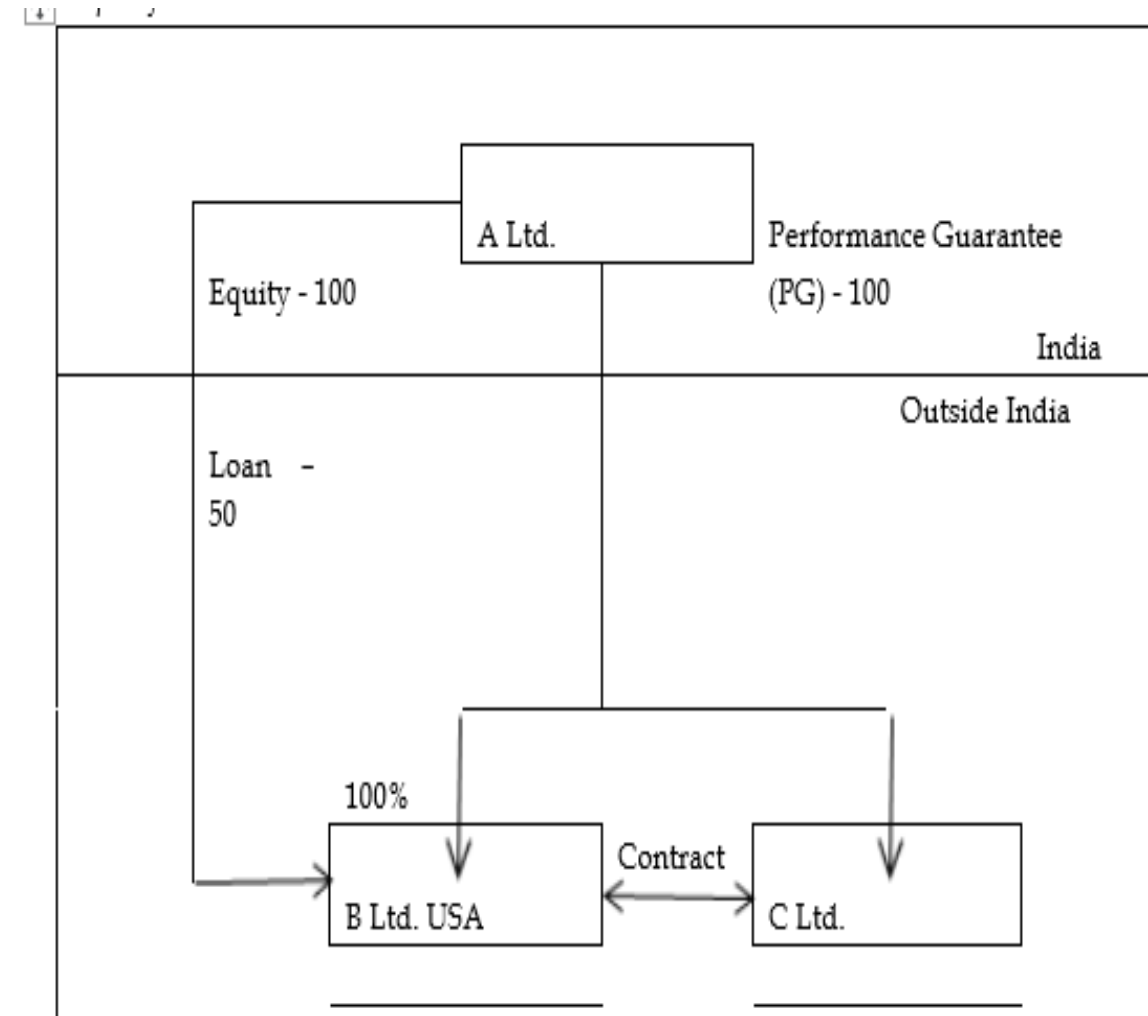 A Ltd.
Performance Guarantee
(PG) - 100
Equity - 100
India
Outside India
Loan –
50
100%
Contract
B Ltd. USA
C Ltd.